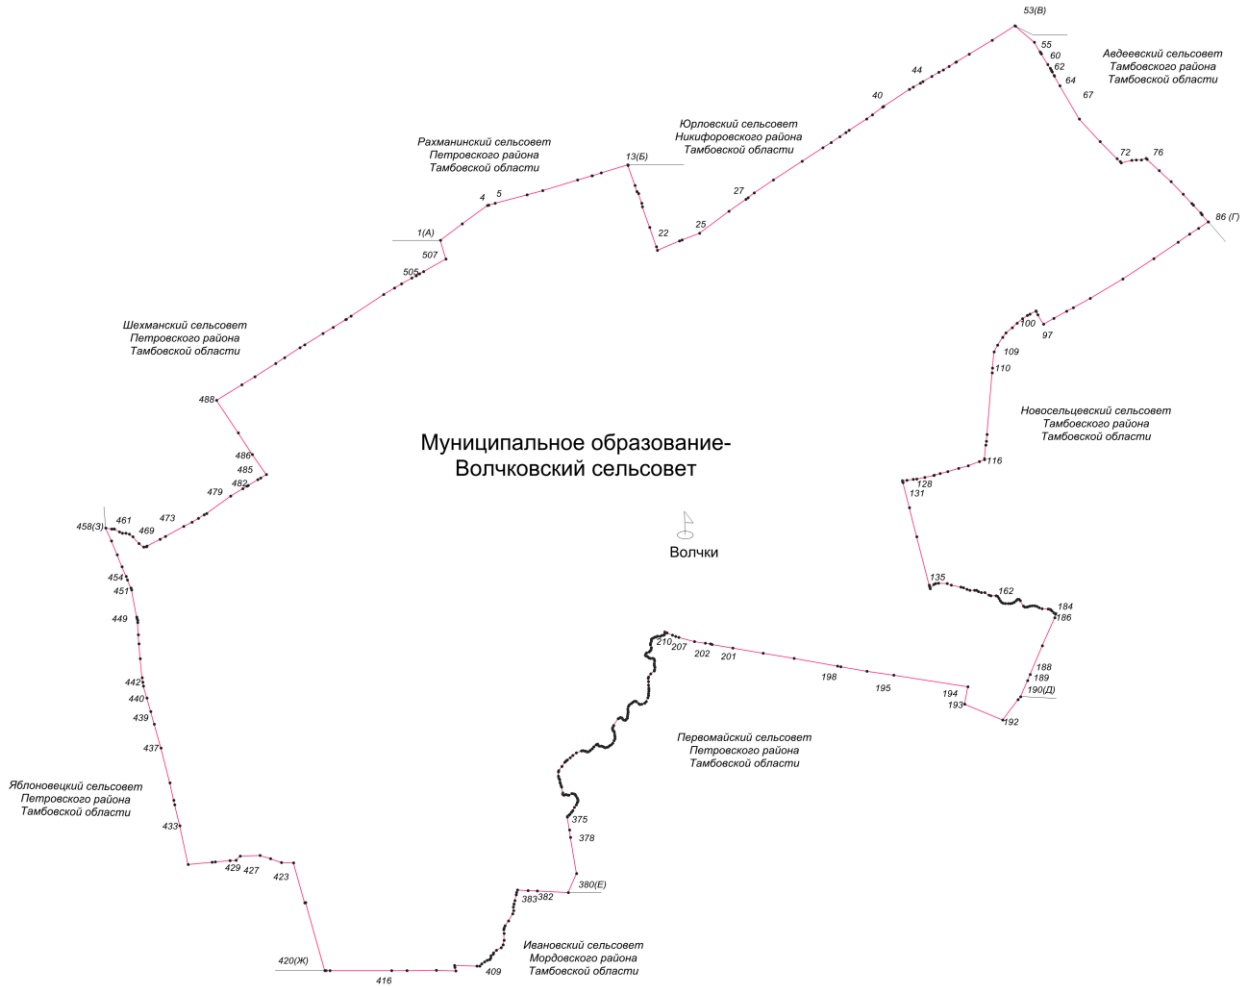 53(В)
55
60
62
64
67
Авдеевский сельсовет
Тамбовского района
Тамбовской области
44
40
Юрловский сельсовет
Никифоровского района
Тамбовской области
Рахманинский сельсовет
Петровского района
Тамбовской области
13(Б)
72
76
27
4
5
25
22
86 (Г)
1(А)
507
505
Шехманский сельсовет
Петровского района
Тамбовской области
100
97
109
110
488
Новосельцевский сельсовет
Тамбовского района
Тамбовской области
Муниципальное образование-
Волчковский сельсовет
486
485
482
479
473
469
461
458(З)
116
128
131
Волчки
454
451
449
135
162
184
186
210
207
202
201
198
195
194
193
188
189
190(Д)
192
442
440
439
437
433
Первомайский сельсовет
Петровского района
Тамбовской области
Яблоновецкий сельсовет
Петровского района
Тамбовской области
375
378
429
427
423
380(Е)
383
382
420(Ж)
416
409
Ивановский сельсовет
Мордовского района
Тамбовской области